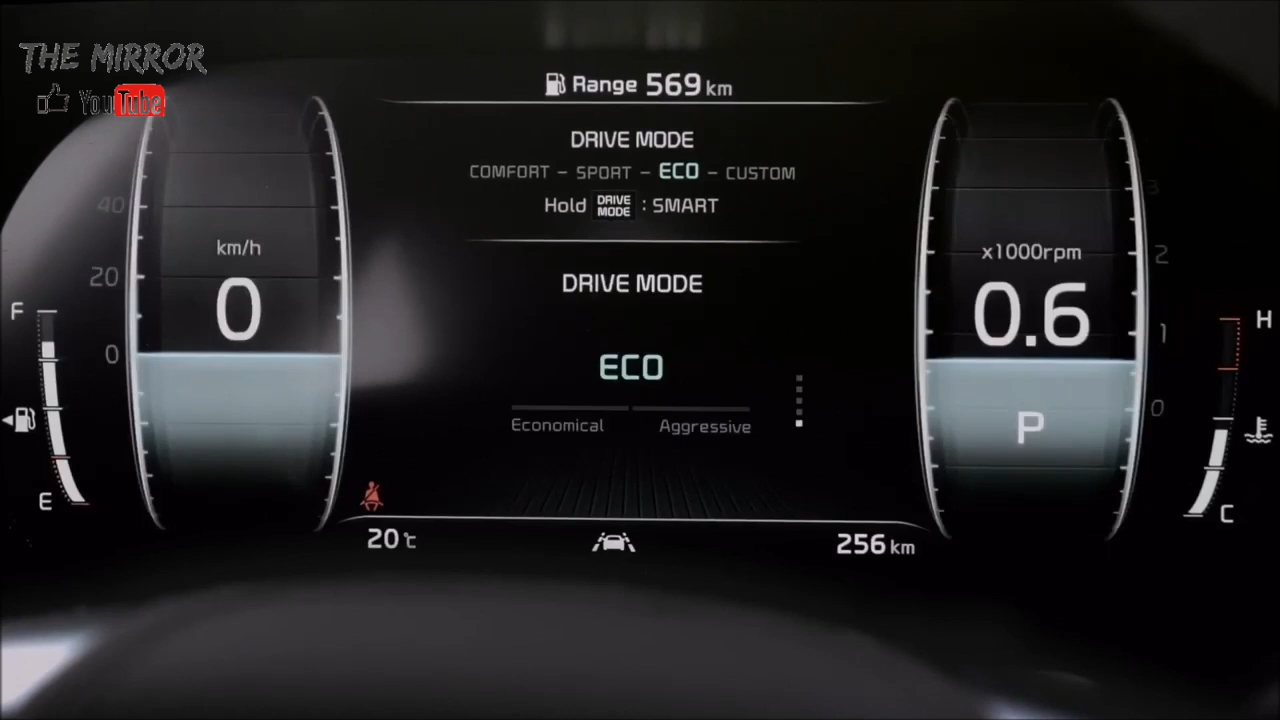 THE MIRROR
YouTube
Range 569 km
DRIVE MODE
COMFORT - SPORT - ECO - CUSTOM
Hold DRIVE MODE : SMART
DRIVE MODE
ECO
Economical Aggressive
40
20
0
km/h
0
F
E
x1000rpm
0.6
P
3
2
1
0
H
C
20°C
256 km